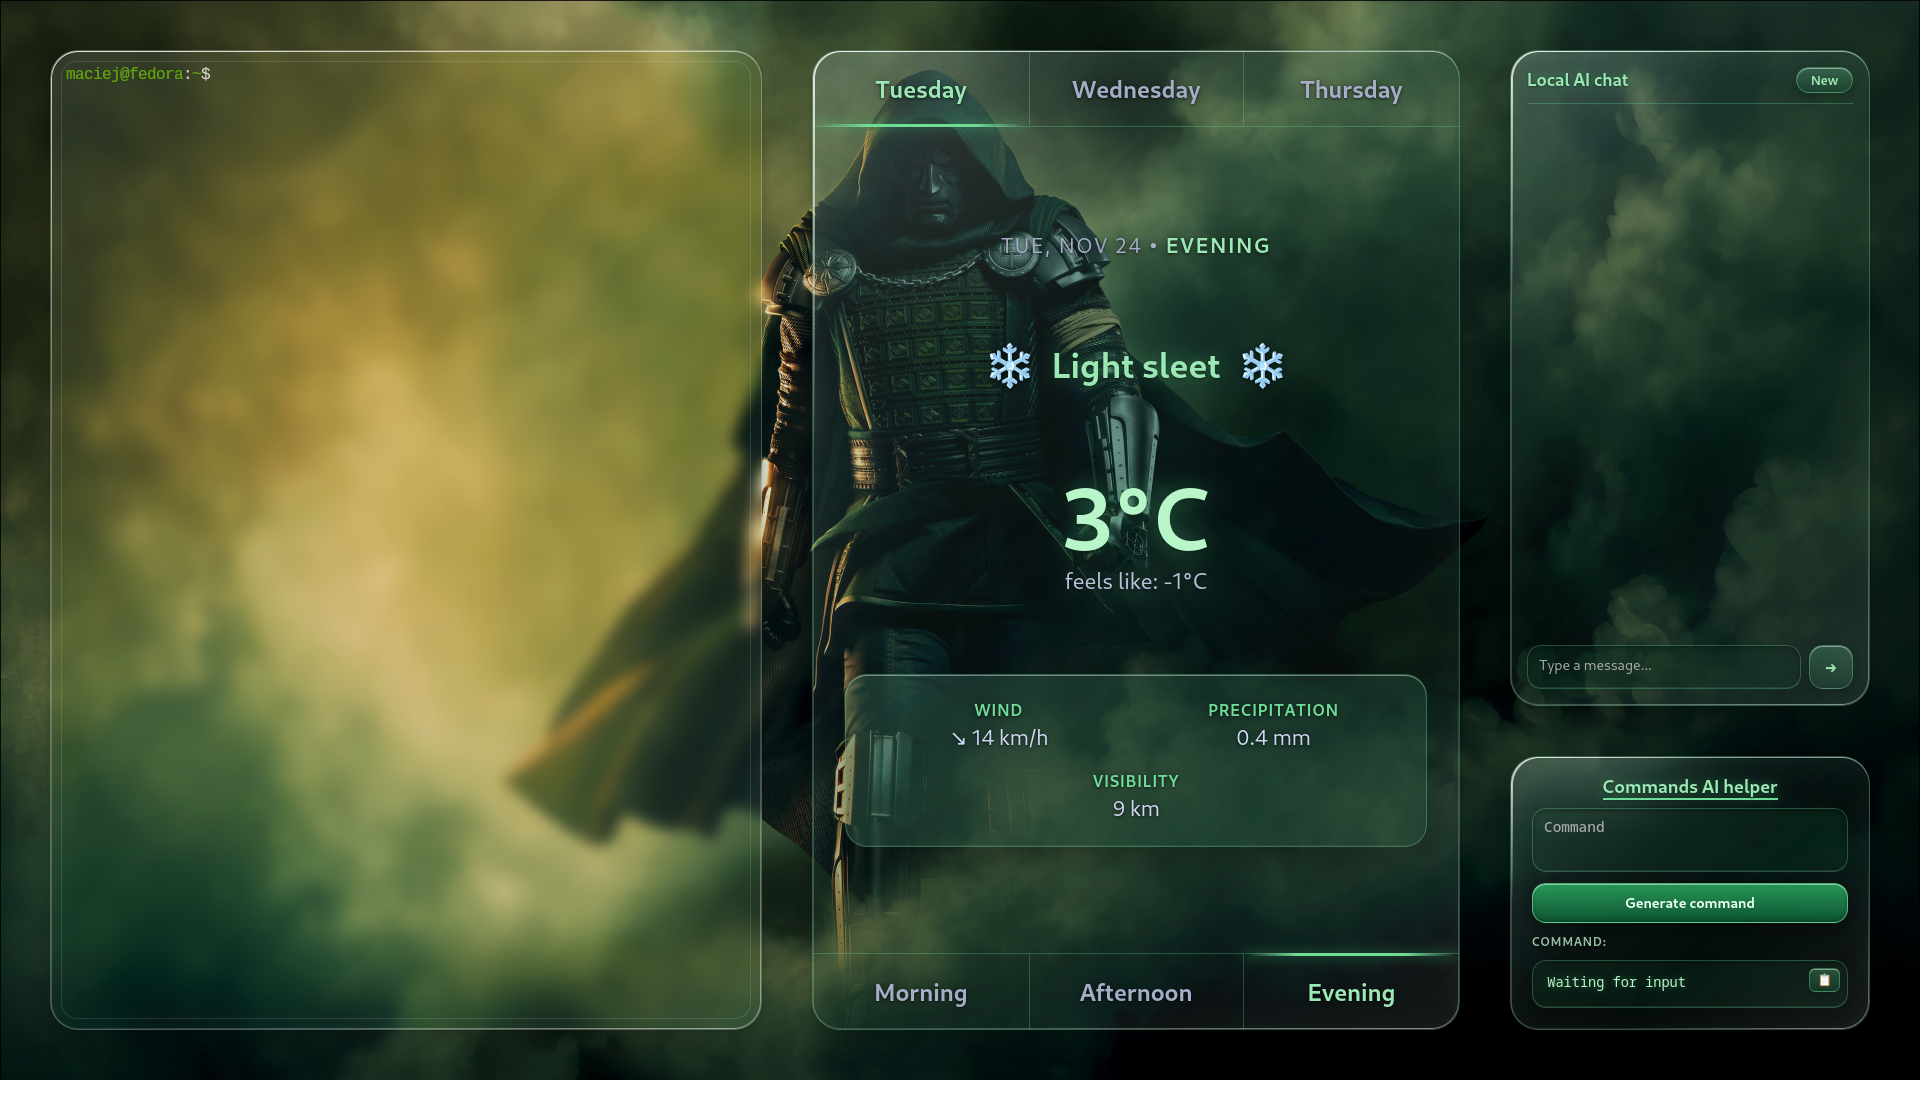 maciej@fedora:~$
Tuesday
Wednesday
Thursday
TUE, NOV 24 • EVENING
❄️ Light sleet ❄️
3°C
feels like: -1°C
WIND
↘ 14 km/h
PRECIPITATION
0.4 mm
VISIBILITY
9 km
Morning
Afternoon
Evening
Local AI chat
New
Type a message...
→
Commands AI helper
Command
Generate command
COMMAND:
Waiting for input
📋